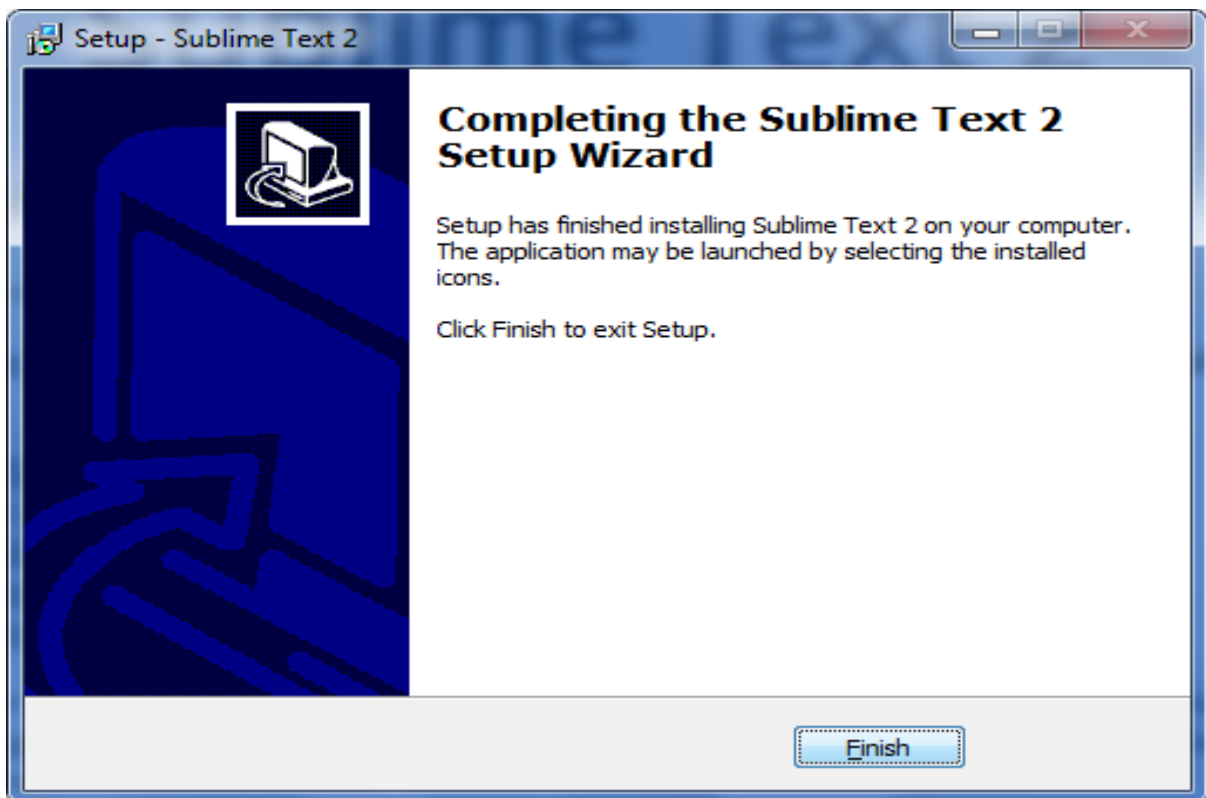 Setup - Sublime Text 2
Completing the Sublime Text 2
Setup Wizard
Setup has finished installing Sublime Text 2 on your computer.
The application may be launched by selecting the installed
icons.
Click Finish to exit Setup.
Finish